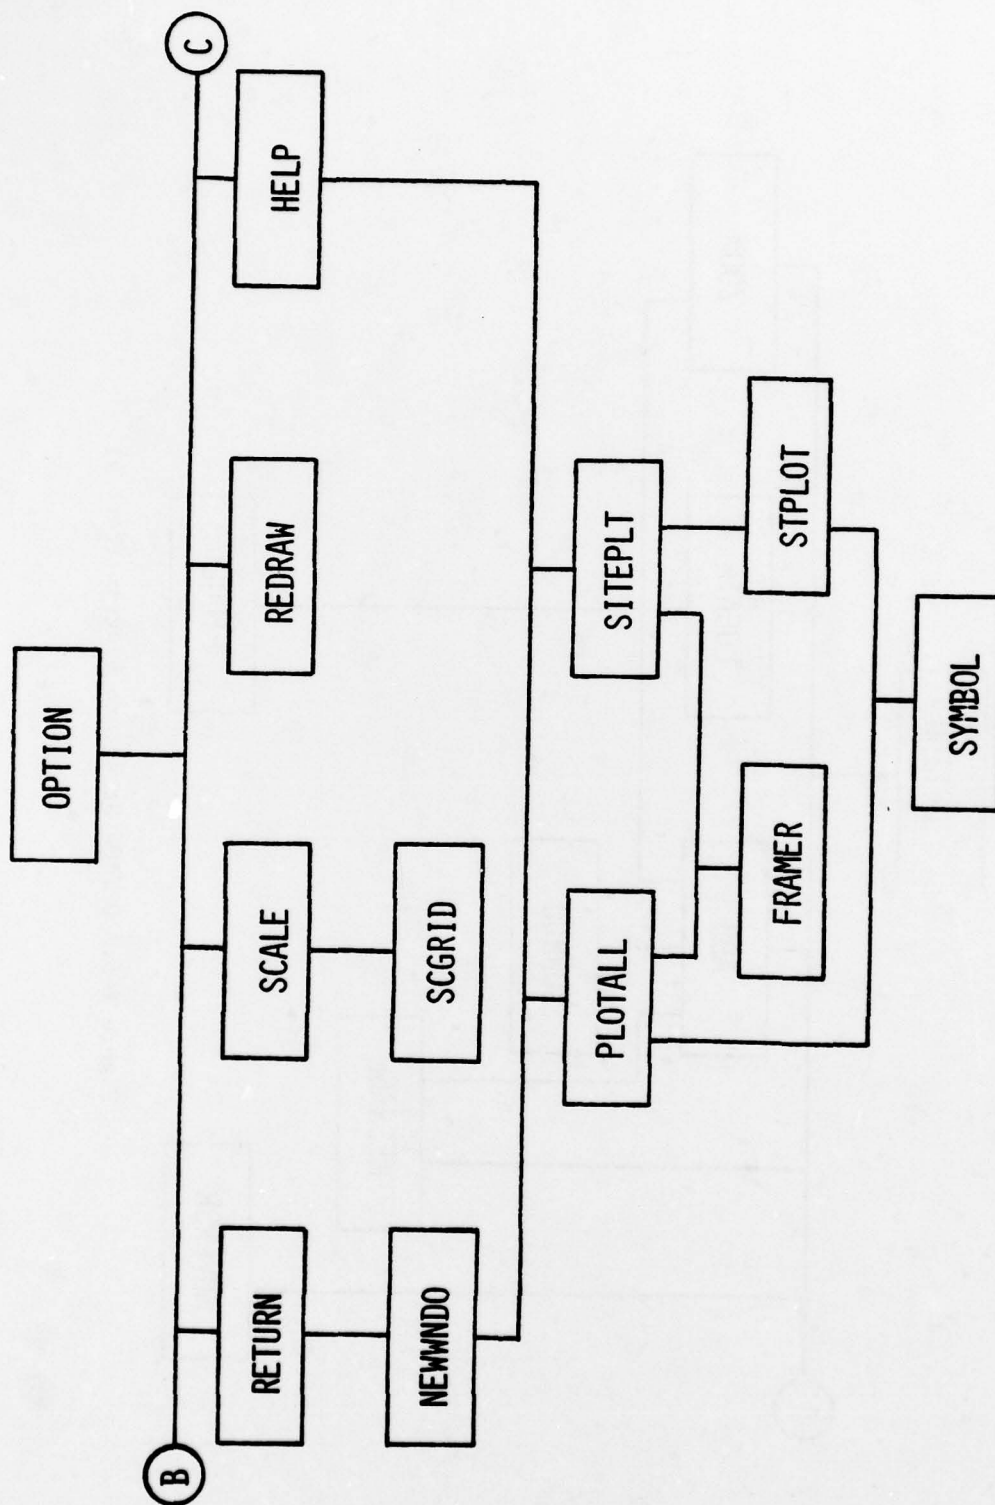 OPTION
B
C
RETURN
SCALE
REDRAW
HELP
NEWWNDO
SCGRID
PLOTALL
SITEPLT
FRAMER
STPLOT
SYMBOL